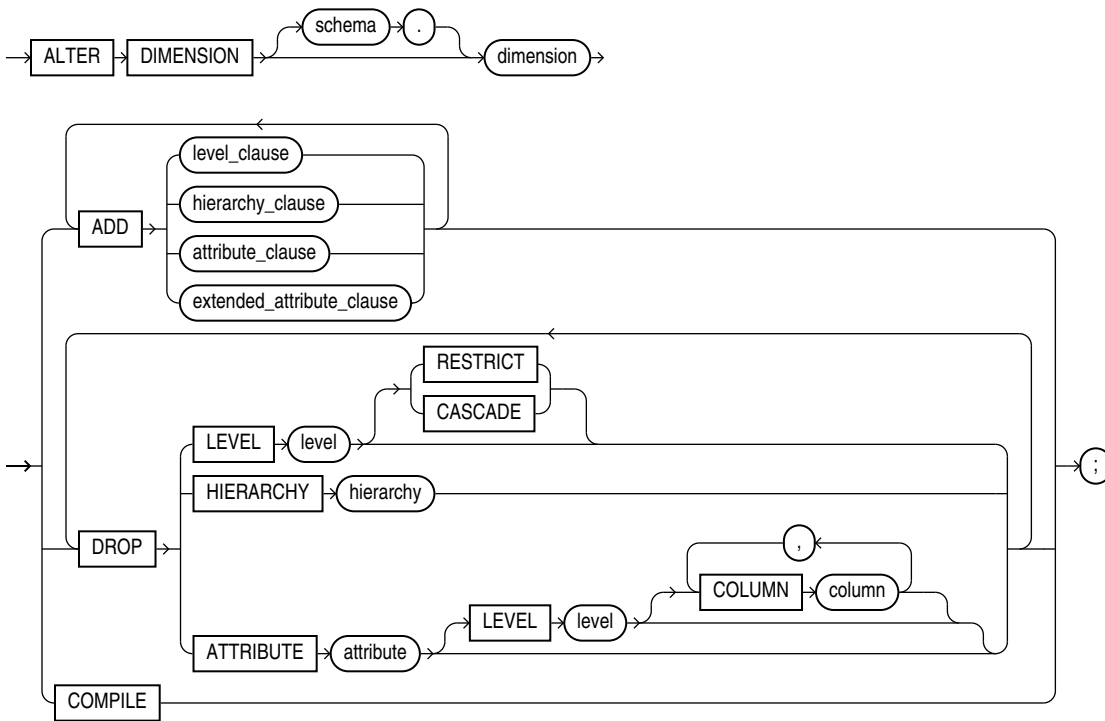 schema .
ALTER DIMENSION dimension
level_clause
hierarchy_clause
ADD
attribute_clause
extended_attribute_clause
RESTRICT
CASCADE
LEVEL level
;
HIERARCHY hierarchy
DROP
,
COLUMN column
LEVEL level
ATTRIBUTE attribute
COMPILE